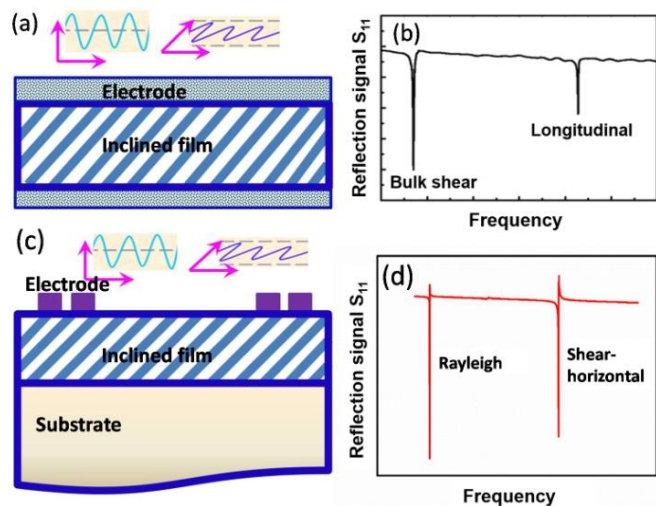 (a)
Electrode
Inclined film
(b)
Reflection signal S11
Bulk shear
Longitudinal
Frequency
(c)
Electrode
Inclined film
Substrate
(d)
Reflection signal S11
Rayleigh
Shear-
horizontal
Frequency